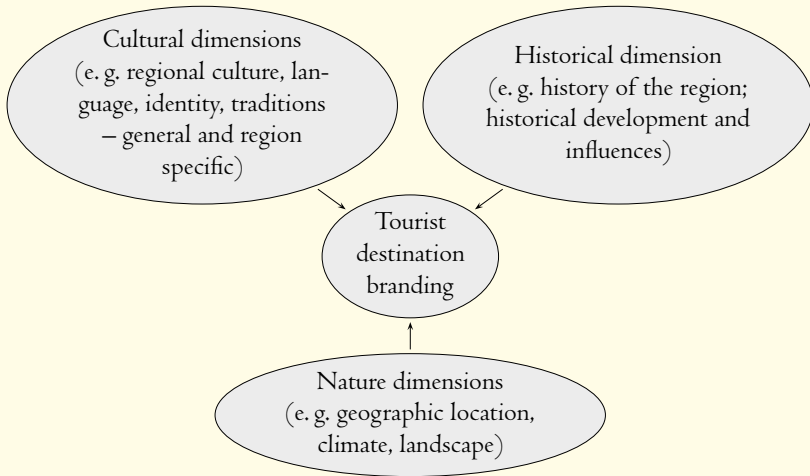 Cultural dimensions
(e. g. regional culture, lan-
guage, identity, traditions
– general and region
specific)
Historical dimension
(e. g. history of the region;
historical development and
influences)
Tourist
destination
branding
Nature dimensions
(e. g. geographic location,
climate, landscape)